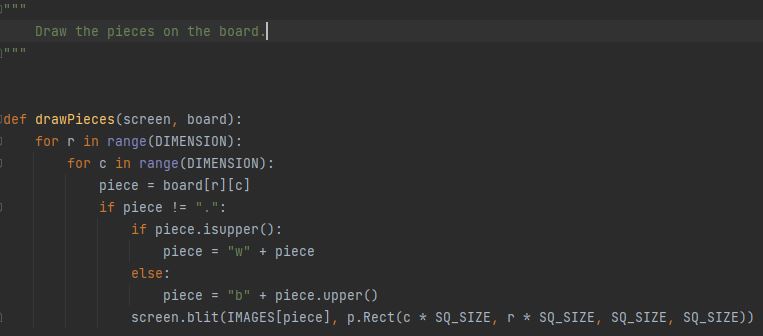 """
    Draw the pieces on the board.
"""
def drawPieces(screen, board):
    for r in range(DIMENSION):
        for c in range(DIMENSION):
            piece = board[r][c]
            if piece != ".":
                if piece.isupper():
                    piece = "w" + piece
                else:
                    piece = "b" + piece.upper()
                screen.blit(IMAGES[piece], p.Rect(c * SQ_SIZE, r * SQ_SIZE, SQ_SIZE, SQ_SIZE))